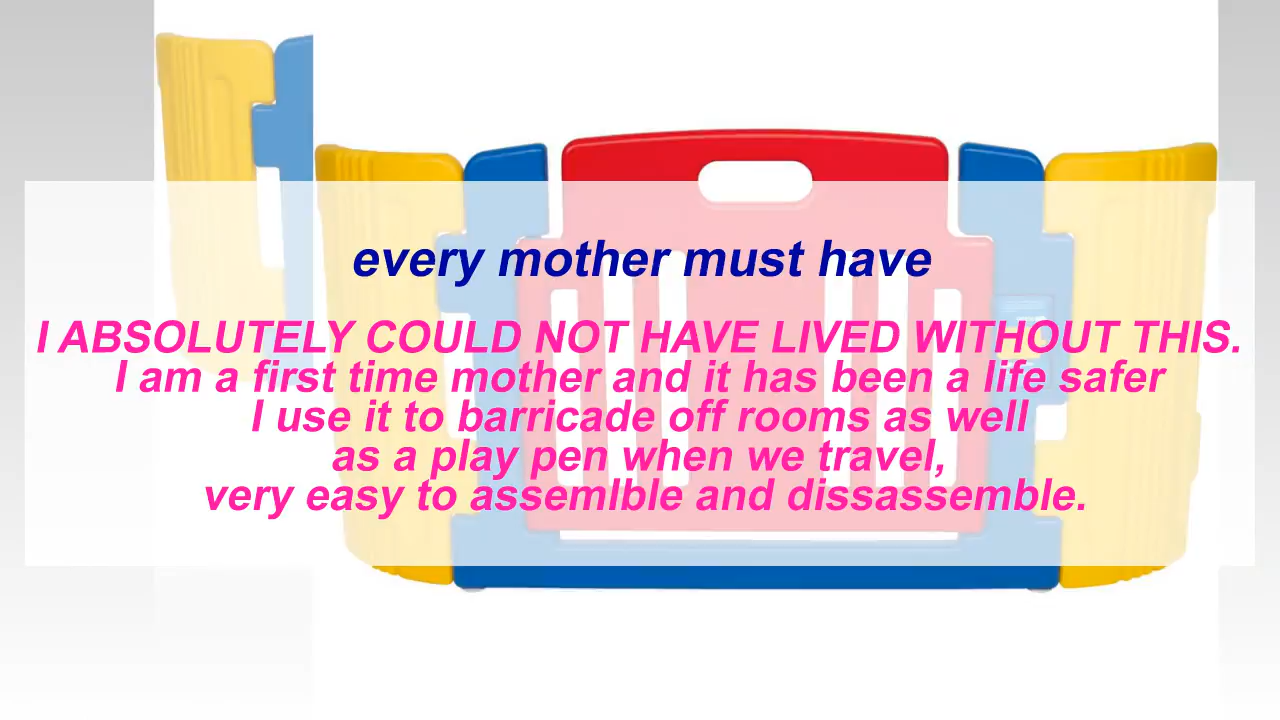 every mother must have
I ABSOLUTELY COULD NOT HAVE LIVED WITHOUT THIS.
I am a first time mother and it has been a life safer
I use it to barricade off rooms as well
as a play pen when we travel,
very easy to assemlble and dissassemble.